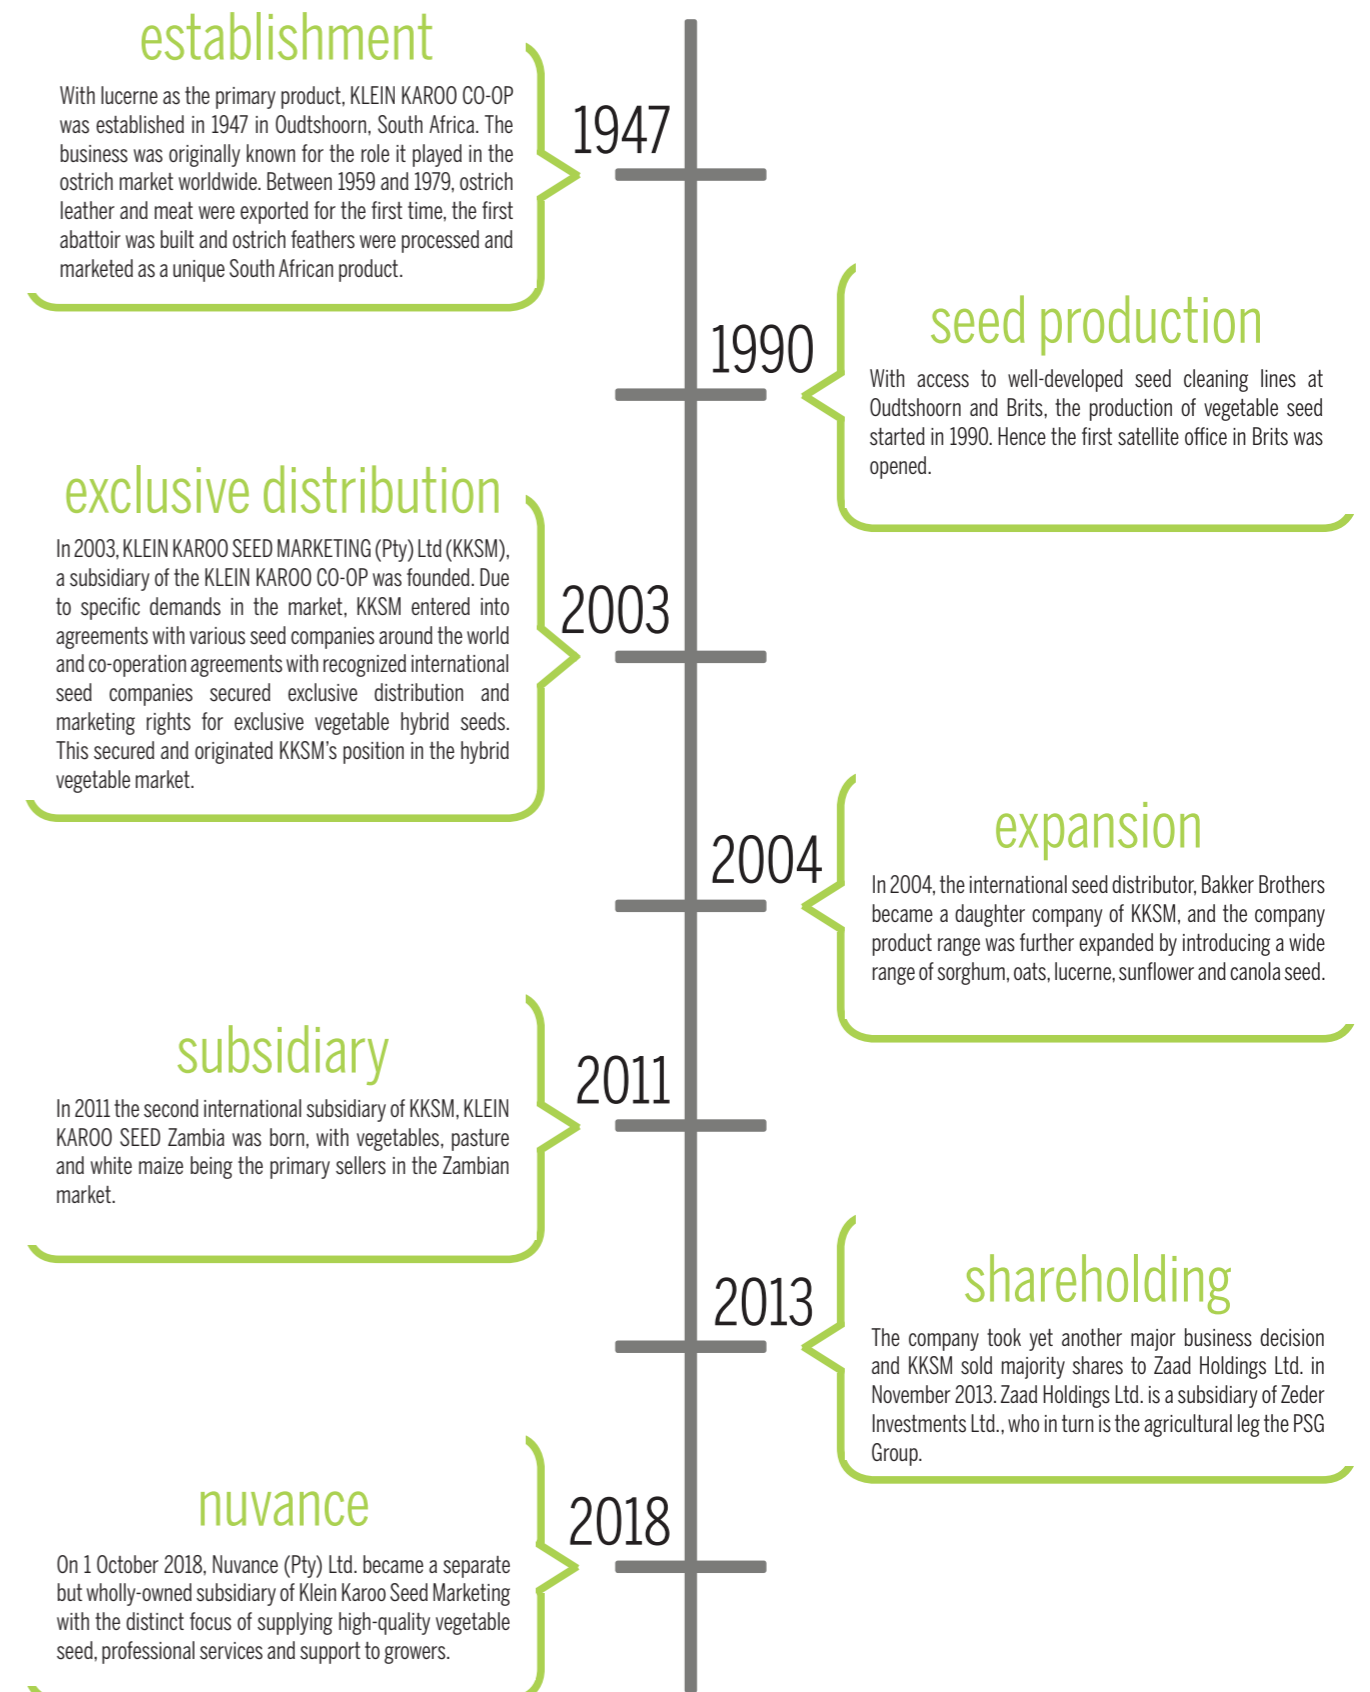 establishment
With lucerne as the primary product, KLEIN KAROO CO-OP
was established in 1947 in Oudtshoorn, South Africa. The
business was originally known for the role it played in the
ostrich market worldwide. Between 1959 and 1979, ostrich
leather and meat were exported for the first time, the first
abattoir was built and ostrich feathers were processed and
marketed as a unique South African product.
1947
1990
seed production
With access to well-developed seed cleaning lines at
Oudtshoorn and Brits, the production of vegetable seed
started in 1990. Hence the first satellite office in Brits was
opened.
exclusive distribution
In 2003, KLEIN KAROO SEED MARKETING (Pty) Ltd (KKSM),
a subsidiary of the KLEIN KAROO CO-OP was founded. Due
to specific demands in the market, KKSM entered into
agreements with various seed companies around the world
and co-operation agreements with recognized international
seed companies secured exclusive distribution and
marketing rights for exclusive vegetable hybrid seeds.
This secured and originated KKSM's position in the hybrid
vegetable market.
2003
2004
expansion
In 2004, the international seed distributor, Bakker Brothers
became a daughter company of KKSM, and the company
product range was further expanded by introducing a wide
range of sorghum, oats, lucerne, sunflower and canola seed.
subsidiary
In 2011 the second international subsidiary of KKSM, KLEIN
KAROO SEED Zambia was born, with vegetables, pasture
and white maize being the primary sellers in the Zambian
market.
2011
2013
shareholding
The company took yet another major business decision
and KKSM sold majority shares to Zaad Holdings Ltd. in
November 2013. Zaad Holdings Ltd. is a subsidiary of Zeder
Investments Ltd., who in turn is the agricultural leg the PSG
Group.
nuvance
On 1 October 2018, Nuvance (Pty) Ltd. became a separate
but wholly-owned subsidiary of Klein Karoo Seed Marketing
with the distinct focus of supplying high-quality vegetable
seed, professional services and support to growers.
2018